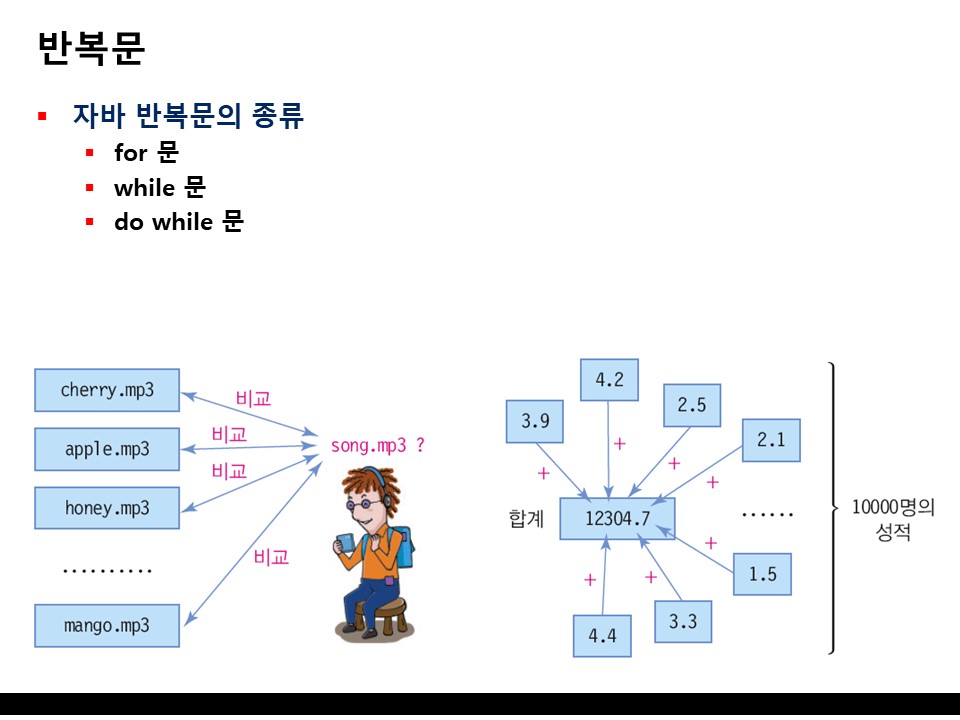 반복문
자바 반복문의 종류
for 문
while 문
do while 문
cherry.mp3
apple.mp3
honey.mp3
..........
mango.mp3
비교
비교
비교
비교
song.mp3 ?
3.9
4.2
2.5
2.1
+
+
+
+
합계
12304.7
......
10000명의
성적
+
+
+
1.5
3.3
4.4